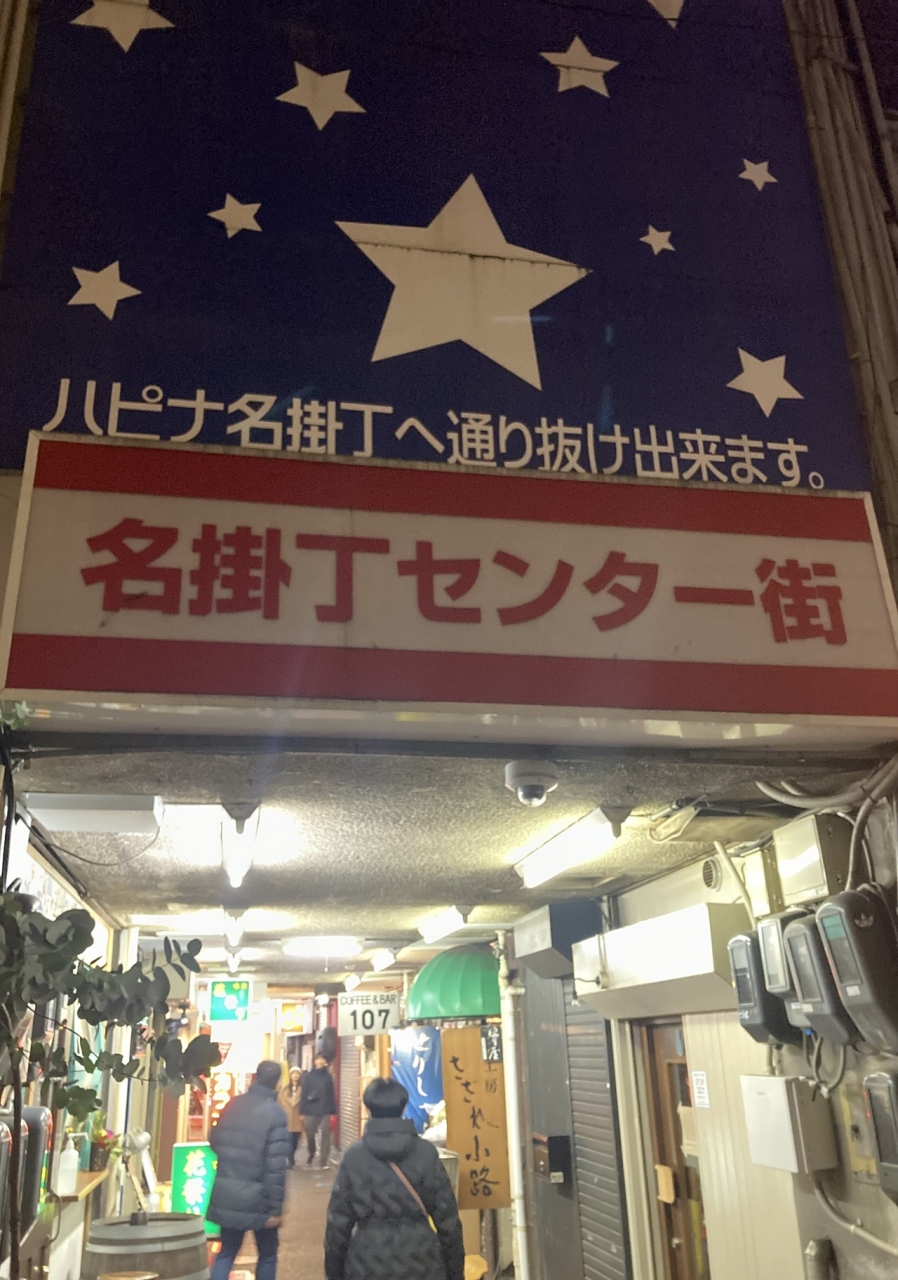 ハピナ名掛丁へ通り抜け出来ます。
名掛丁センター街
COFFEE & BAR
107
さざれ小路